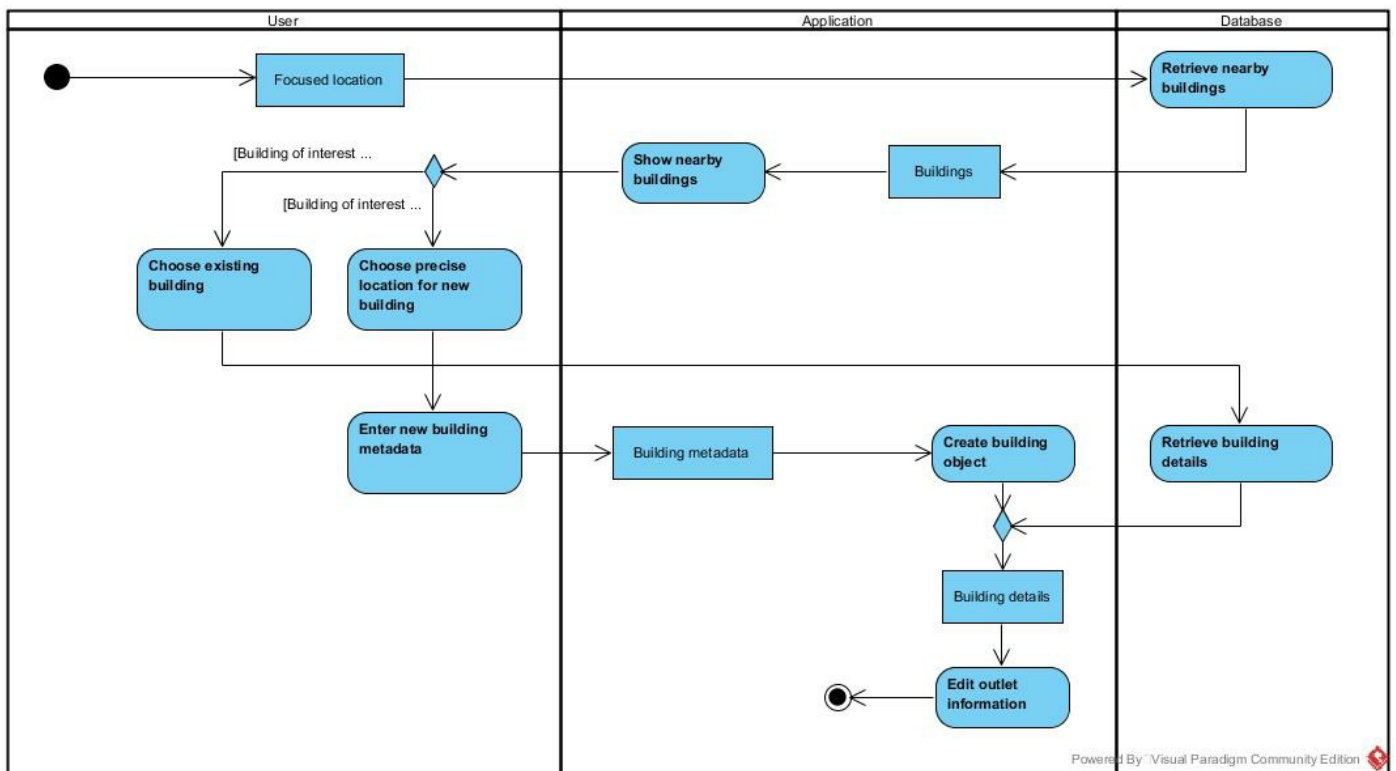 User
Application
Database
Focused location
Retrieve nearby
buildings
[Building of interest ...
Show nearby
buildings
Buildings
[Building of interest ...
Choose existing
building
Choose precise
location for new
building
Enter new building
metadata
Building metadata
Create building
object
Retrieve building
details
Building details
Edit outlet
information
Powered By Visual Paradigm Community Edition